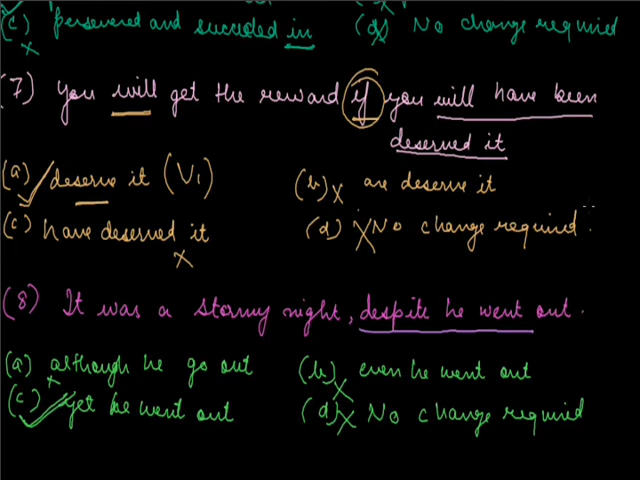 (c) persevered and succeded in (d) No change required
(7) You will get the reward if you will have been
deserved it
(a) deserve it (V1) (b) are deserve it
(c) have deserved it (d) No change required.
(8) It was a stormy night, despite he went out.
(a) although he go out (b) even he went out
(c) yet he went out (d) No change required